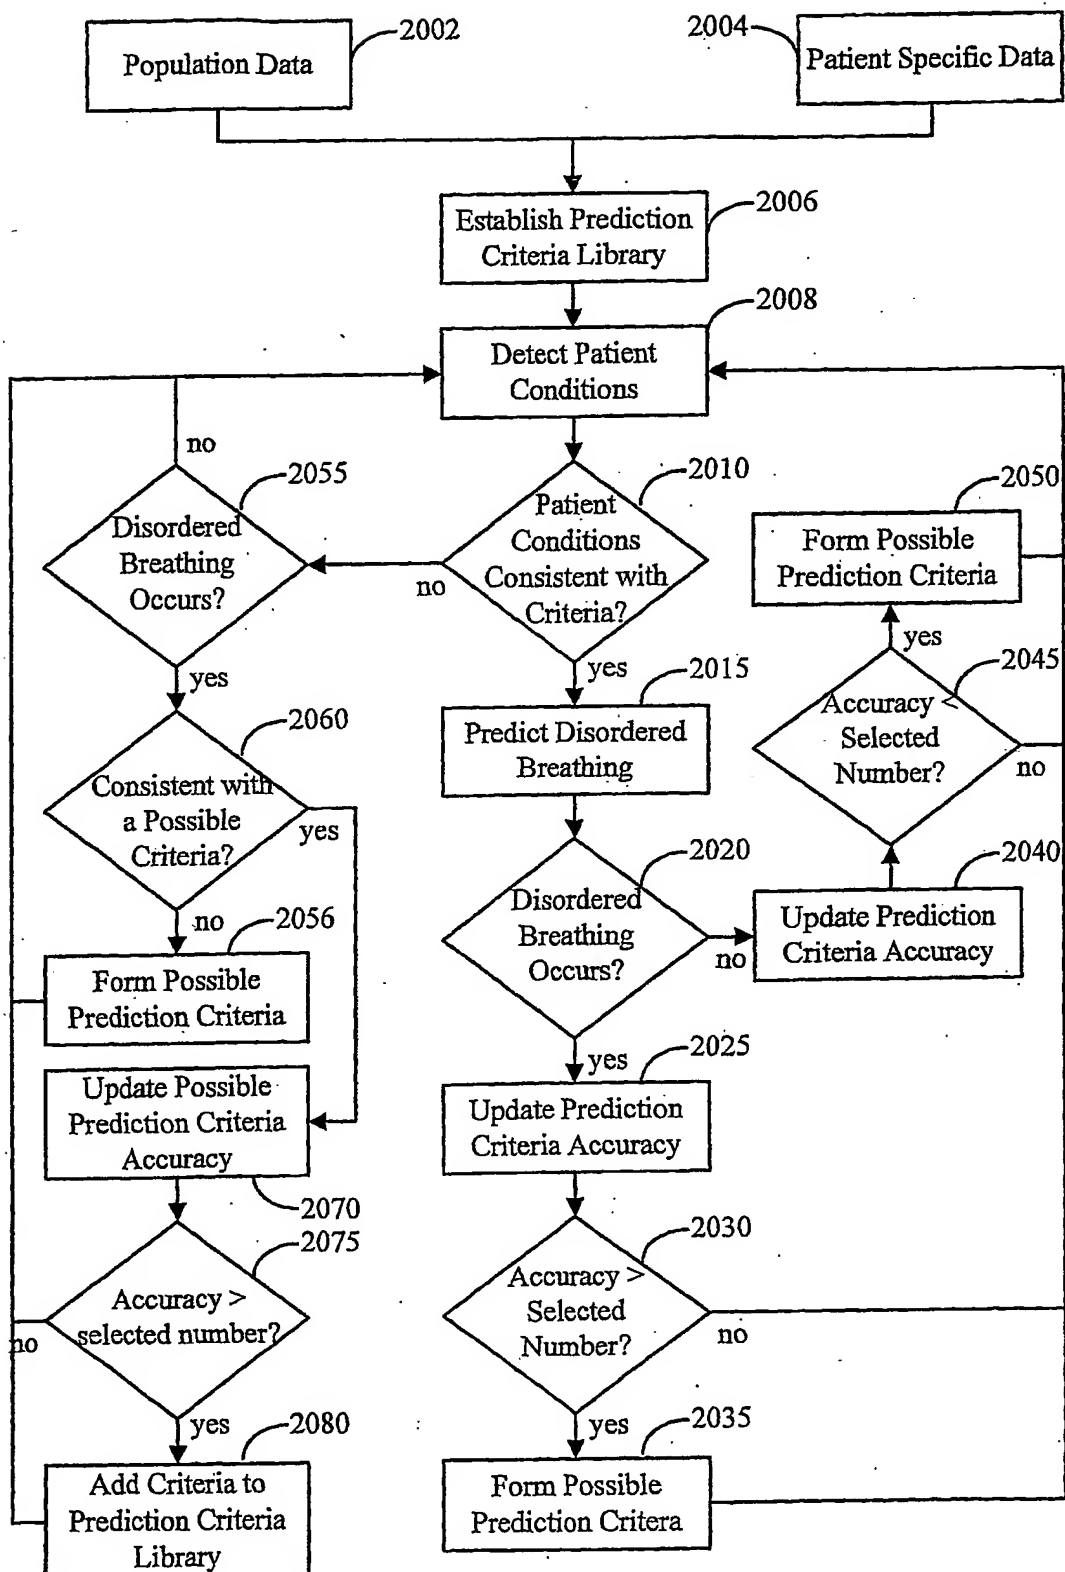 2002
Population Data
2004
Patient Specific Data
2006
Establish Prediction
Criteria Library
2008
Detect Patient
Conditions
no
2055
Disordered
Breathing
Occurs?
2010
Patient
Conditions
Consistent with
Criteria?
no
2050
Form Possible
Prediction Criteria
yes
yes
2015
Predict Disordered
Breathing
yes
2045
Accuracy <
Selected
Number?
no
2060
Consistent with
a Possible
Criteria?
yes
no
2020
Disordered
Breathing
Occurs?
no
2040
Update Prediction
Criteria Accuracy
2056
Form Possible
Prediction Criteria
yes
2025
Update Prediction
Criteria Accuracy
Update Possible
Prediction Criteria
Accuracy
2070
2075
Accuracy >
selected number?
no
yes
2030
Accuracy >
Selected
Number?
no
yes
2080
Add Criteria to
Prediction Criteria
Library
2035
Form Possible
Prediction Critera